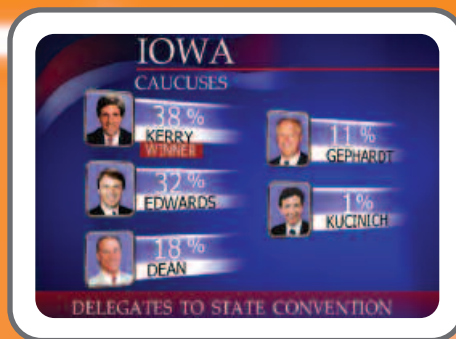 IOWA
CAUCUSES
38%
KERRY
WINNER
32%
EDWARDS
18%
DEAN
11%
GEPHARDT
1%
KUCINICH
DELEGATES TO STATE CONVENTION